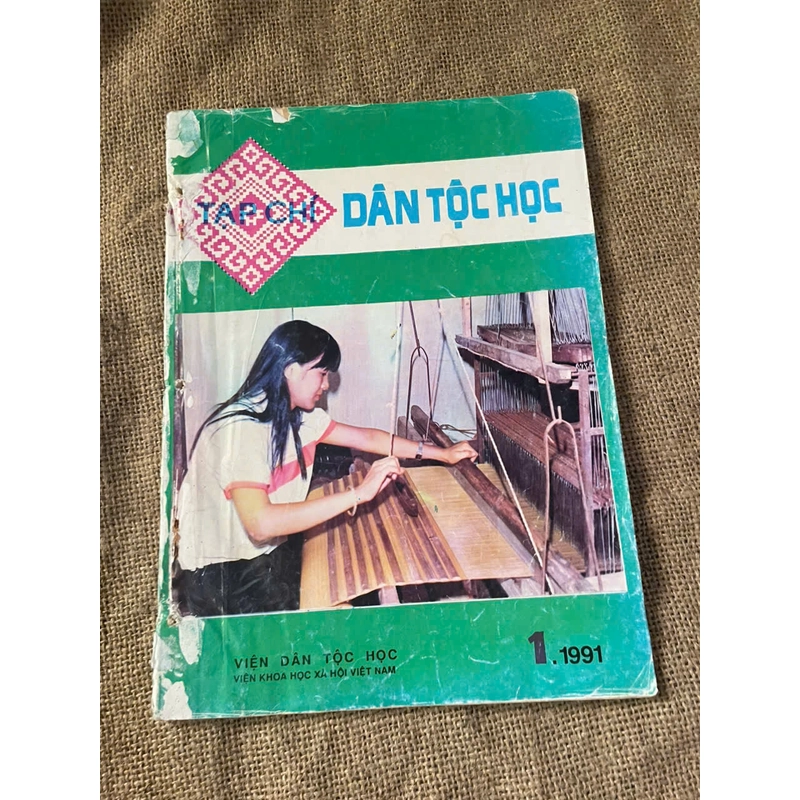 TẠP CHÍ DÂN TỘC HỌC
VIỆN DÂN TỘC HỌC
VIỆN KHOA HỌC XÃ HỘI VIỆT NAM
1.1991